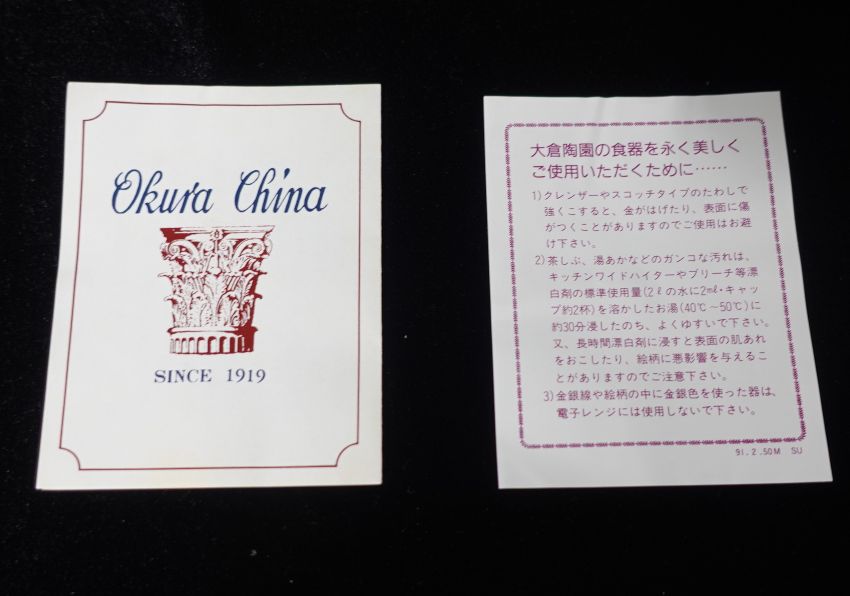 Okura China
SINCE 1919
大倉陶園の食器を永く美しく
ご使用いただくために……
1)クレンザーやスコッチタイプのたわしで
強くこすると、金がはげたり、表面に傷
がつくことがありますのでご使用はお避
け下さい。
2)茶しぶ、湯あかなどのガンコな汚れは、
キッチンワイドハイターやブリーチ等漂
白剤の標準使用量(2ℓの水に2mℓ・キャッ
プ約2杯)を溶かしたお湯(40℃~50℃)に
約30分浸したのち、よくゆすいで下さい。
又、長時間漂白剤に浸すと表面の肌あれ
をおこしたり、絵柄に悪影響を与えるこ
とがありますのでご注意下さい。
3)金銀線や絵柄の中に金銀色を使った器は、
電子レンジには使用しないで下さい。
91.2.50M SU